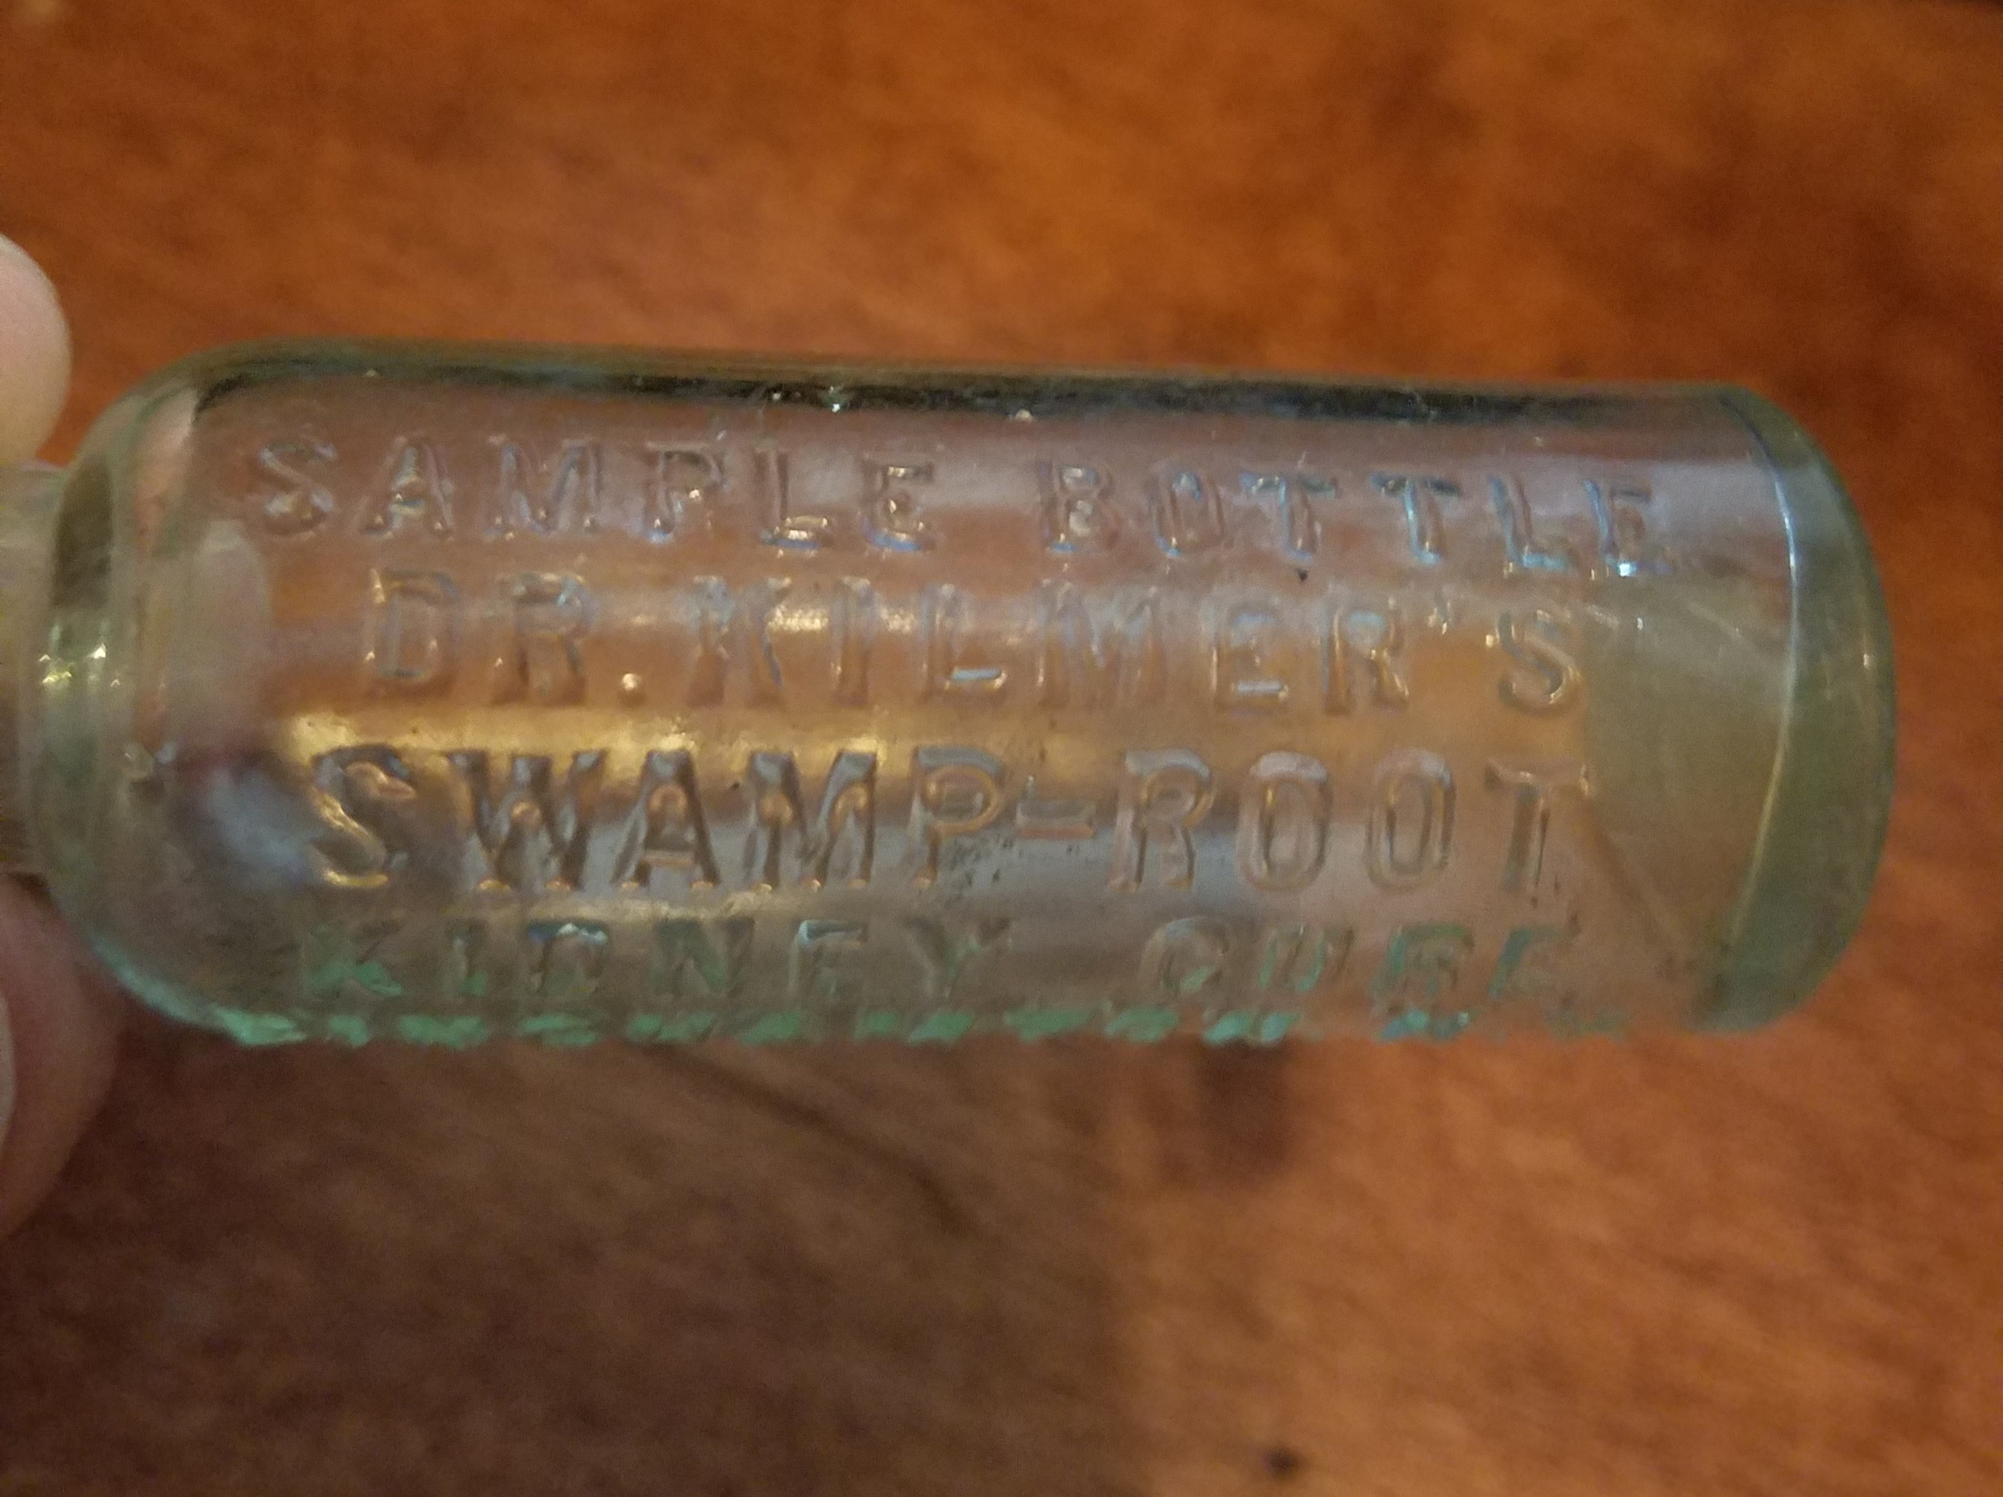 SAMPLE BOTTLE
DR. KILMER'S
SWAMP-ROOT
KIDNEY CURE